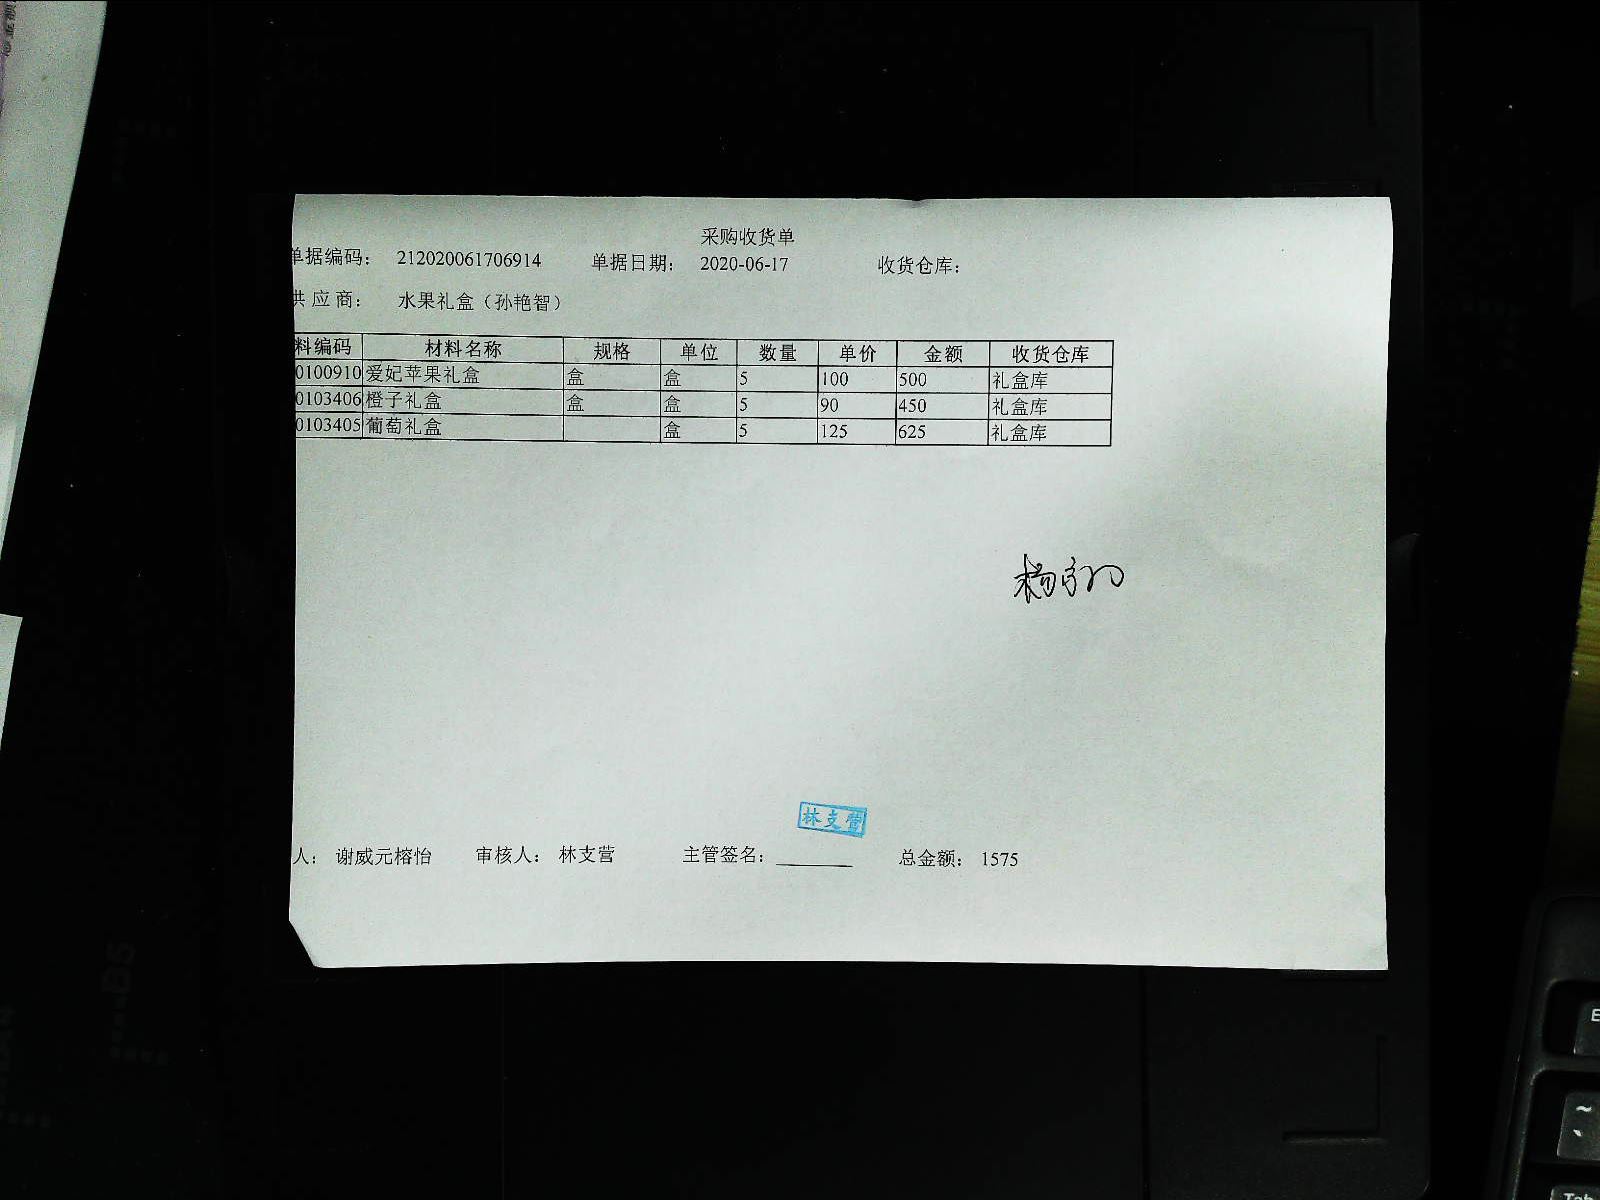 采购收货单
单据编码： 212020061706914 单据日期： 2020-06-17 收货仓库：
供应商： 水果礼盒（孙艳智）
料编码 材料名称 规格 单位 数量 单价 金额 收货仓库
0100910 爱妃苹果礼盒 盒 盒 5 100 500 礼盒库
0103406 橙子礼盒 盒 盒 5 90 450 礼盒库
0103405 葡萄礼盒 盒 5 125 625 礼盒库
林支营
人： 谢威元榕怡 审核人： 林支营 主管签名： 总金额： 1575
B5
Tab